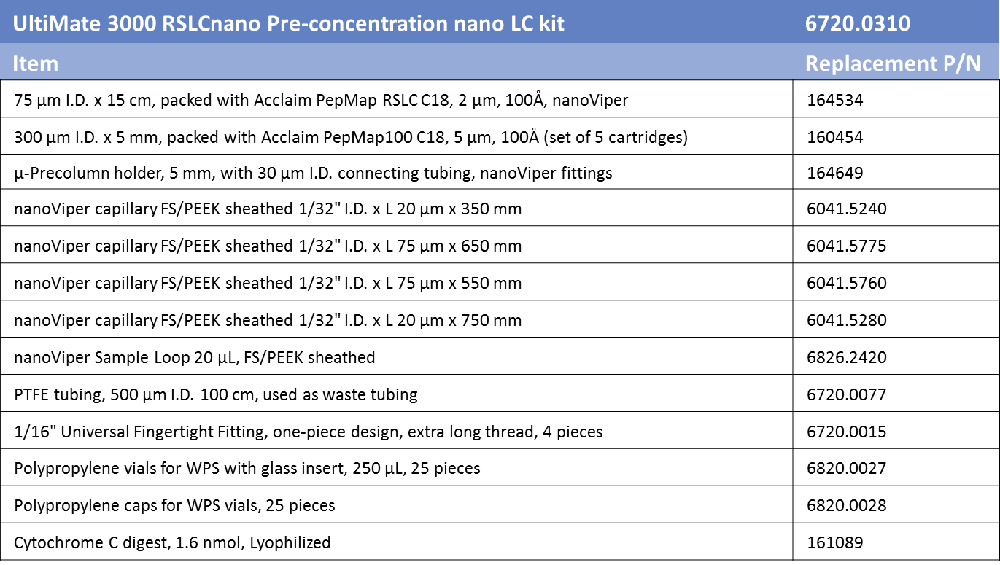 UltiMate 3000 RSLCnano Pre-concentration nano LC kit 6720.0310
Item Replacement P/N
75 µm I.D. x 15 cm, packed with Acclaim PepMap RSLC C18, 2 µm, 100Å, nanoViper 164534
300 µm I.D. x 5 mm, packed with Acclaim PepMap100 C18, 5 µm, 100Å (set of 5 cartridges) 160454
µ-Precolumn holder, 5 mm, with 30 µm I.D. connecting tubing, nanoViper fittings 164649
nanoViper capillary FS/PEEK sheathed 1/32" I.D. x L 20 µm x 350 mm 6041.5240
nanoViper capillary FS/PEEK sheathed 1/32" I.D. x L 75 µm x 650 mm 6041.5775
nanoViper capillary FS/PEEK sheathed 1/32" I.D. x L 75 µm x 550 mm 6041.5760
nanoViper capillary FS/PEEK sheathed 1/32" I.D. x L 20 µm x 750 mm 6041.5280
nanoViper Sample Loop 20 µL, FS/PEEK sheathed 6826.2420
PTFE tubing, 500 µm I.D. 100 cm, used as waste tubing 6720.0077
1/16" Universal Fingertight Fitting, one-piece design, extra long thread, 4 pieces 6720.0015
Polypropylene vials for WPS with glass insert, 250 µL, 25 pieces 6820.0027
Polypropylene caps for WPS vials, 25 pieces 6820.0028
Cytochrome C digest, 1.6 nmol, Lyophilized 161089